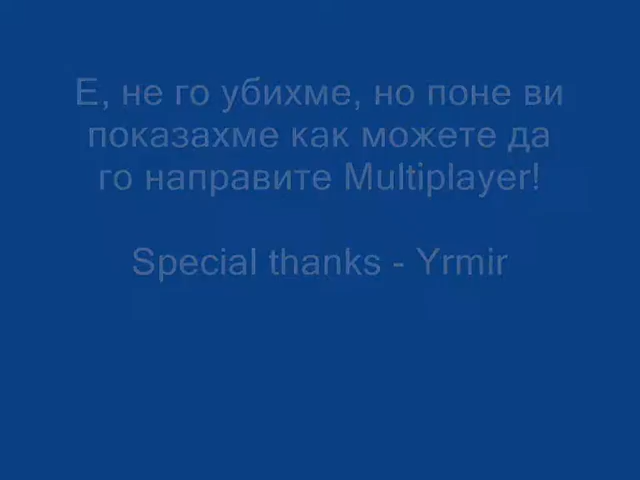 Е, не го убихме, но поне ви
показахме как можете да
го направите Multiplayer!
Special thanks - Yrmir